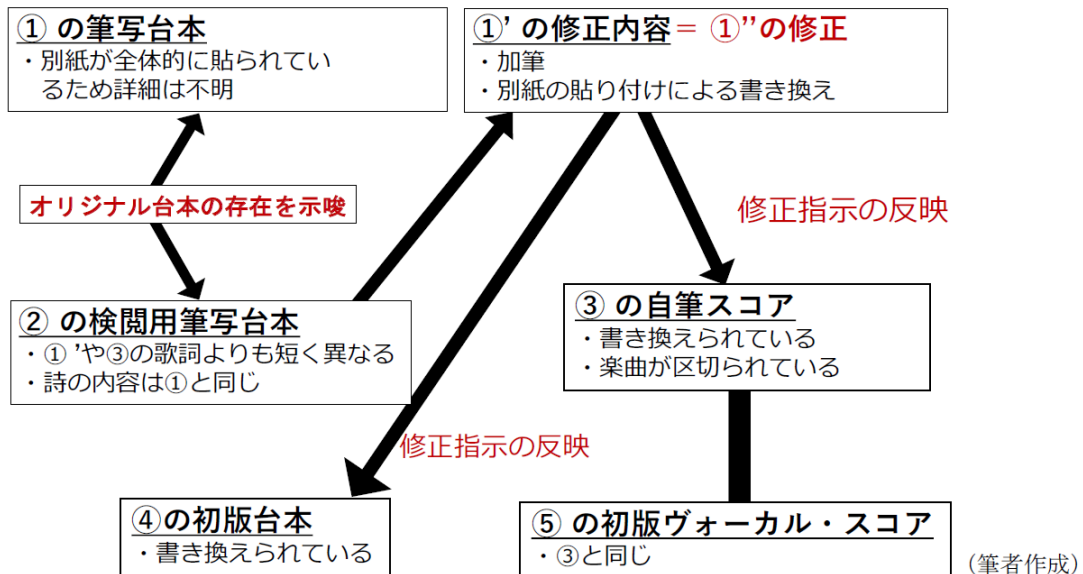 ① の筆写台本
・別紙が全体的に貼られてい
るため詳細は不明
①’ の修正内容＝ ①’’の修正
・加筆
・別紙の貼り付けによる書き換え
オリジナル台本の存在を示唆
修正指示の反映
② の検閲用筆写台本
・① ’や③の歌詞よりも短く異なる
・詩の内容は①と同じ
③ の自筆スコア
・書き換えられている
・楽曲が区切られている
修正指示の反映
④の初版台本
・書き換えられている
⑤ の初版ヴォーカル・スコア
・③と同じ
（筆者作成）